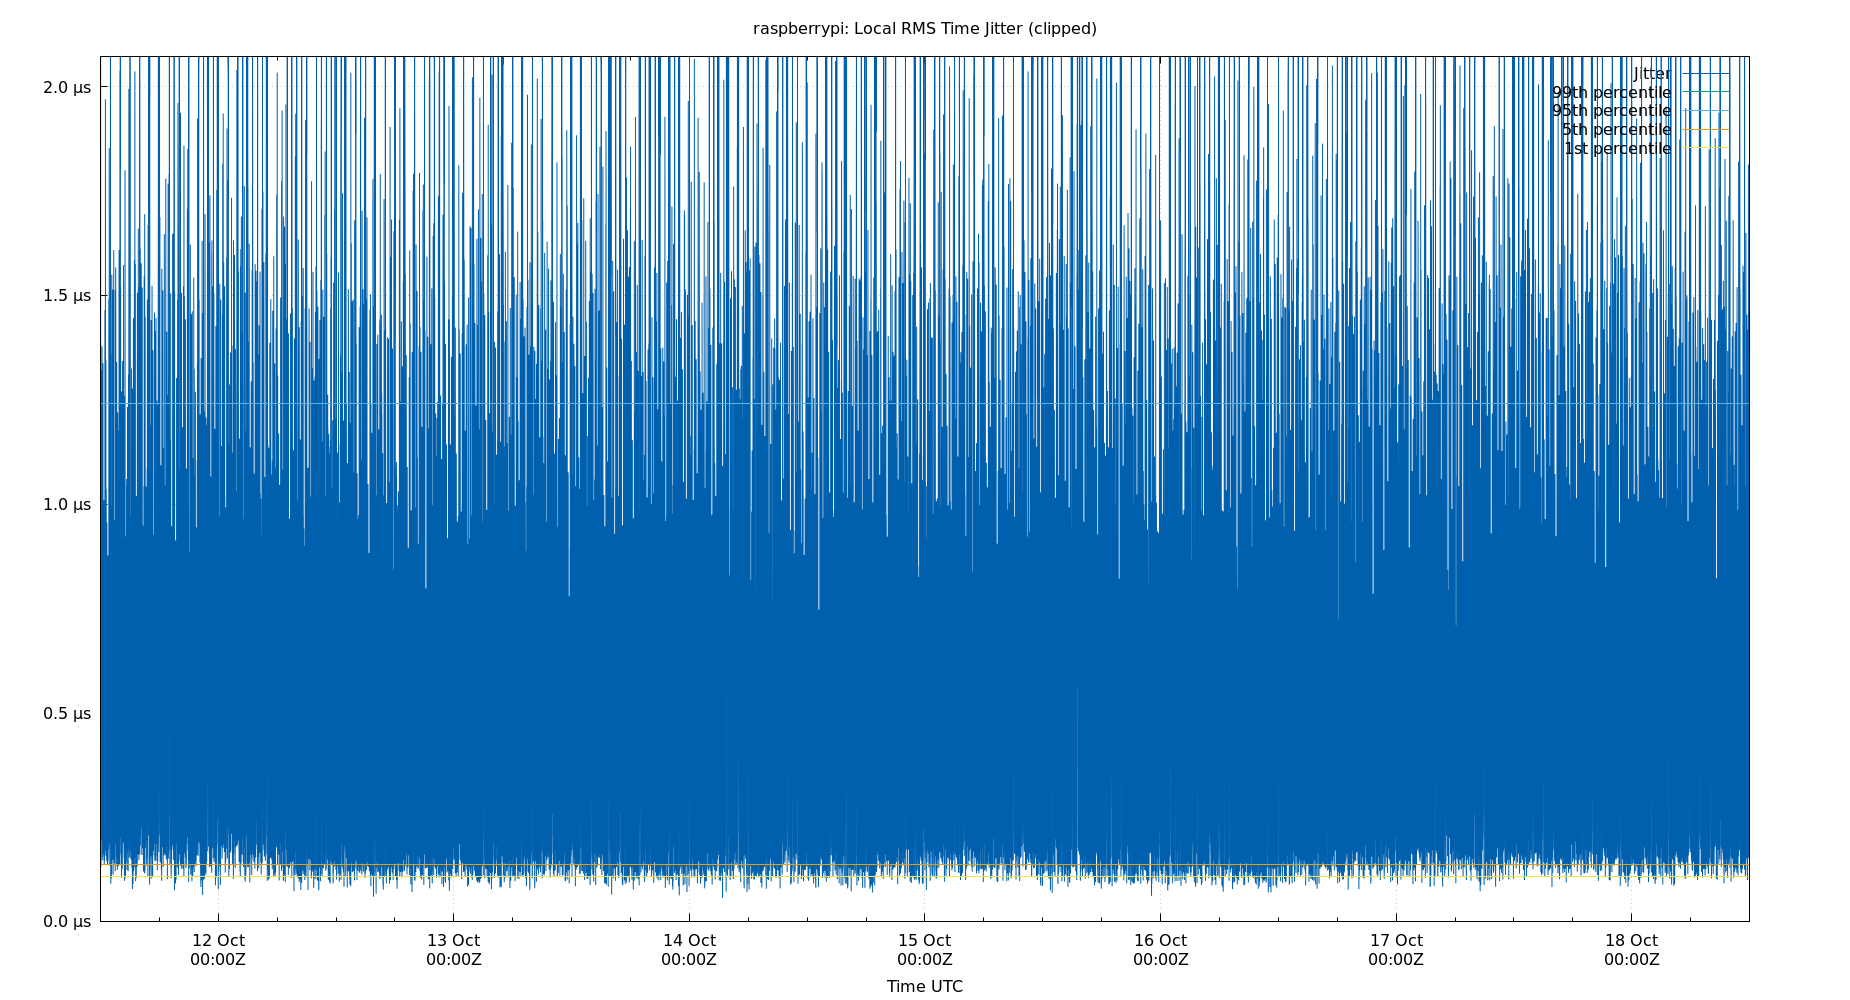 raspberrypi: Local RMS Time Jitter (clipped)
2.0 µs
1.5 µs
1.0 µs
0.5 µs
0.0 µs
Jitter
99th percentile
95th percentile
5th percentile
1st percentile
12 Oct 13 Oct 14 Oct 15 Oct 16 Oct 17 Oct 18 Oct
00:00Z 00:00Z 00:00Z 00:00Z 00:00Z 00:00Z 00:00Z
Time UTC